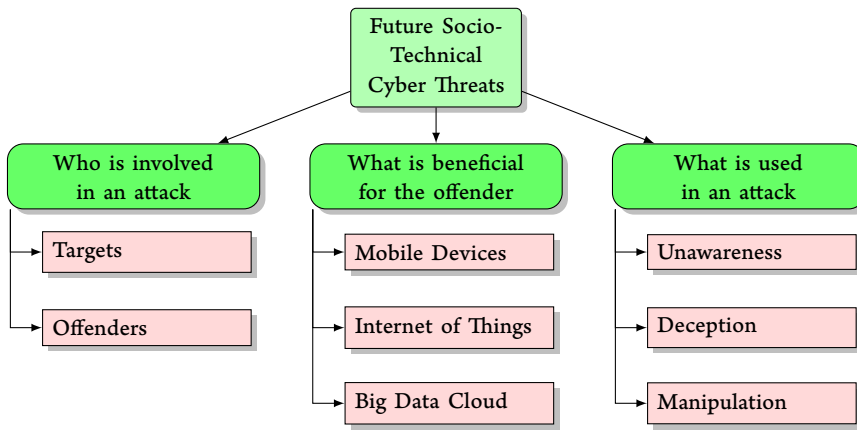 Future Socio-
Technical
Cyber Threats
Who is involved
in an attack
What is beneficial
for the offender
What is used
in an attack
Targets
Offenders
Mobile Devices
Internet of Things
Big Data Cloud
Unawareness
Deception
Manipulation